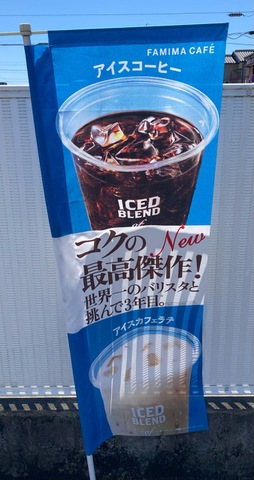 FAMIMA CAFÉ
アイスコーヒー
ICED
BLEND
of
コクの New
最高傑作!
世界一のバリスタと
挑んで3年目。
アイスカフェラテ
ICED
BLEND
of